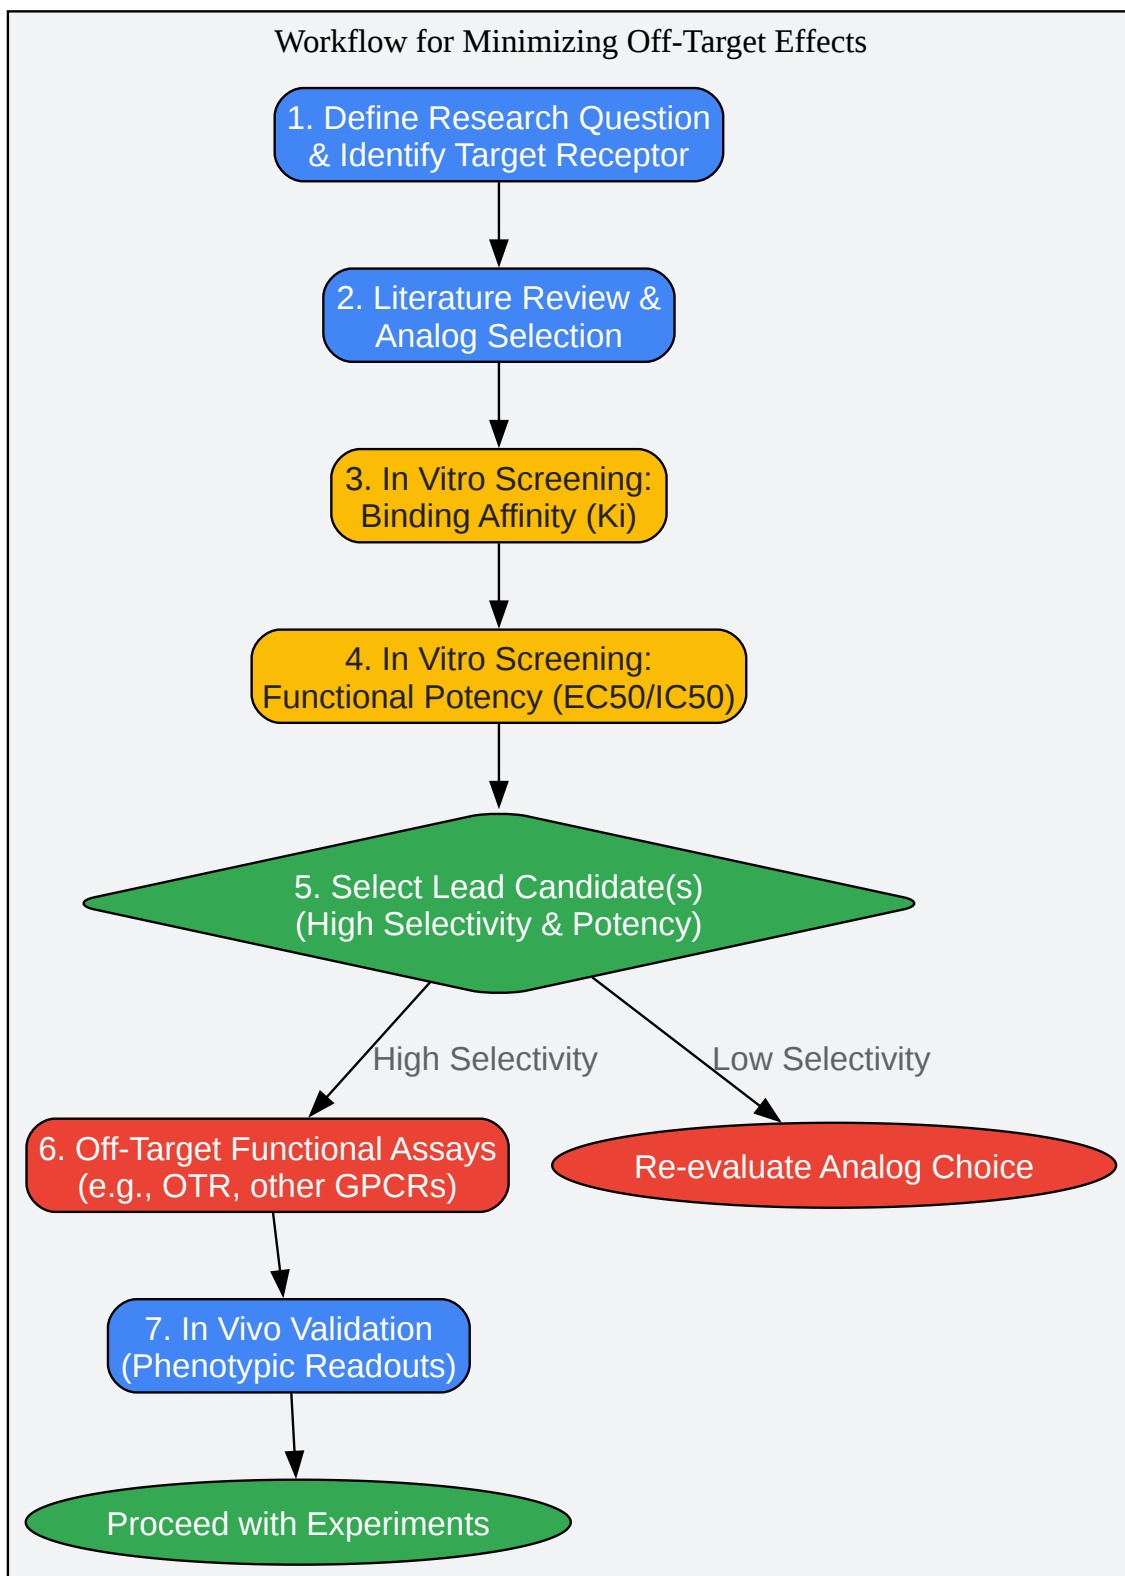 Workflow for Minimizing Off-Target Effects
1. Define Research Question
& Identify Target Receptor
2. Literature Review &
Analog Selection
3. In Vitro Screening:
Binding Affinity (Ki)
4. In Vitro Screening:
Functional Potency (EC50/IC50)
5. Select Lead Candidate(s)
(High Selectivity & Potency)
High Selectivity
Low Selectivity
6. Off-Target Functional Assays
(e.g., OTR, other GPCRs)
Re-evaluate Analog Choice
7. In Vivo Validation
(Phenotypic Readouts)
Proceed with Experiments